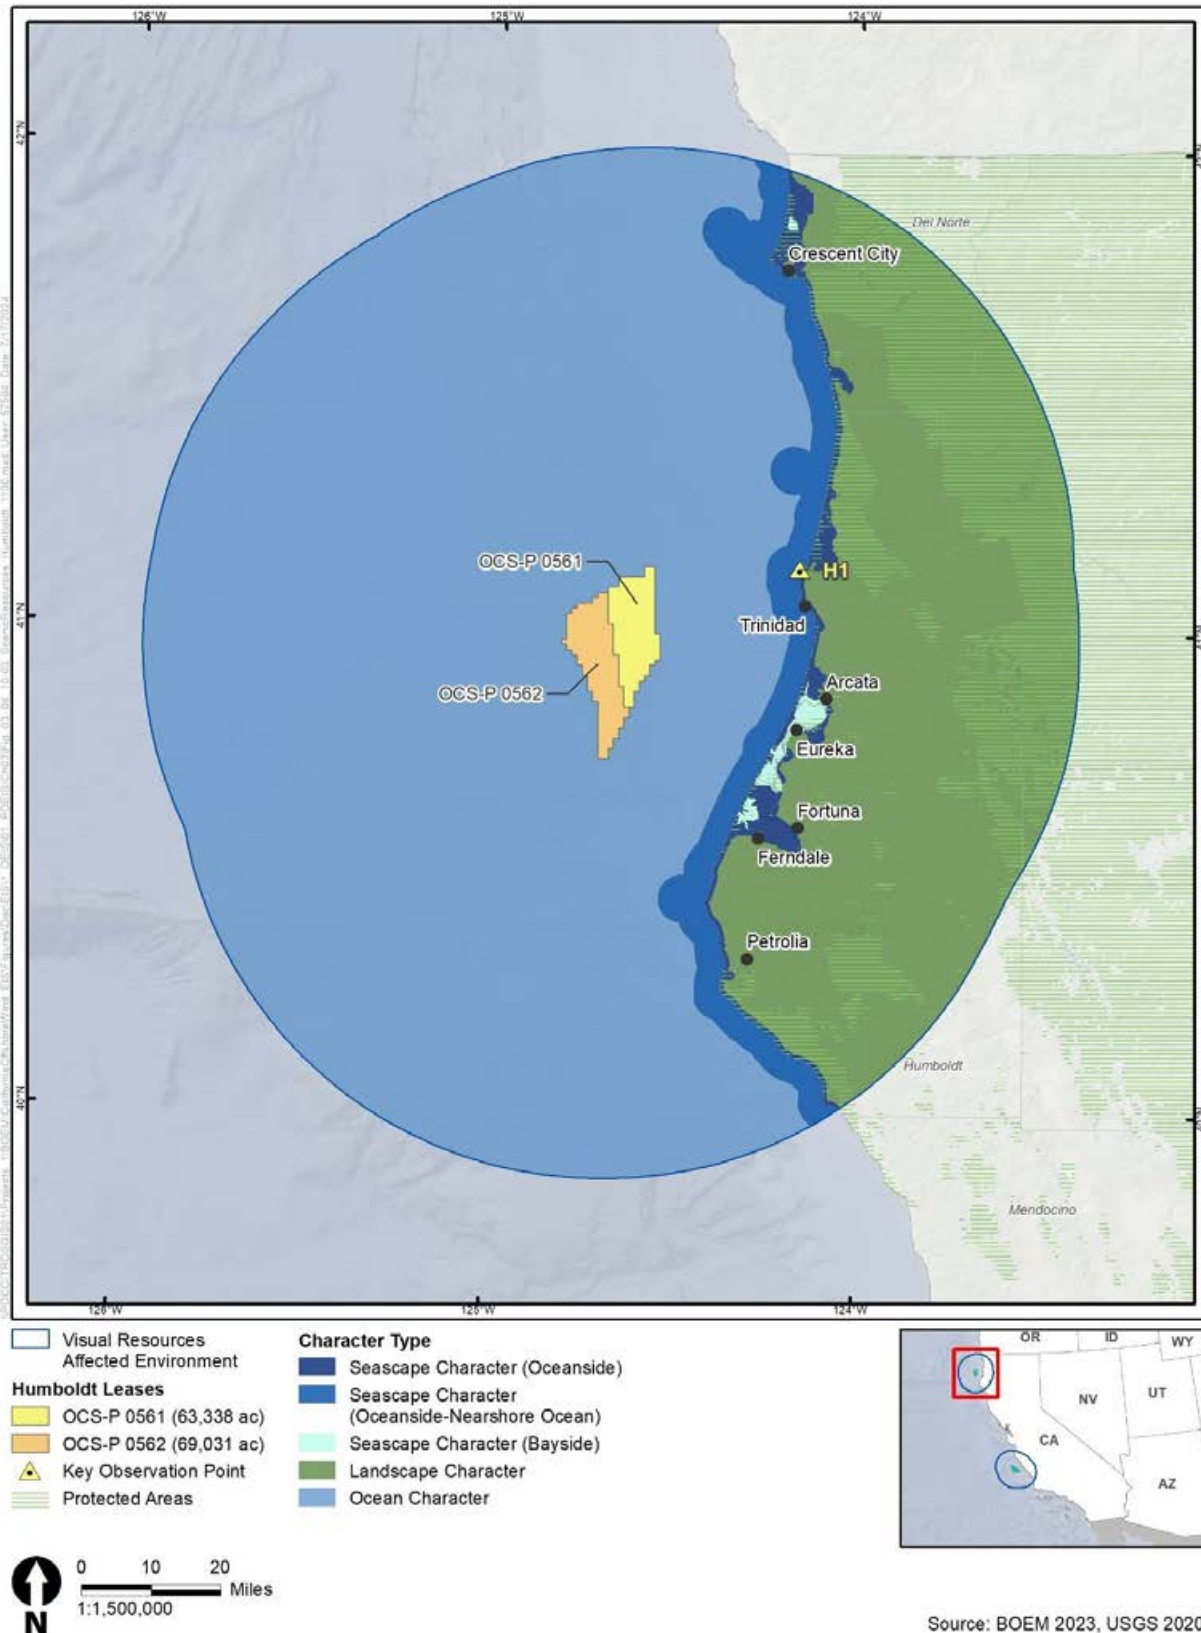 126°W
125°W
124°W
42°N
Del Norte
Crescent City
OCS-P 0561
H1
41°N
Trinidad
OCS-P 0562
Arcata
Eureka
Fortuna
Ferndale
Petrolia
Humboldt
40°N
Mendocino
126°W
125°W
124°W
Visual Resources
Affected Environment
Humboldt Leases
OCS-P 0561 (63,338 ac)
OCS-P 0562 (69,031 ac)
Key Observation Point
Protected Areas
Character Type
Seascape Character (Oceanside)
Seascape Character
(Oceanside-Nearshore Ocean)
Seascape Character (Bayside)
Landscape Character
Ocean Character
OR
ID
WY
NV
UT
CA
AZ
N
0 10 20
Miles
1:1,500,000
Source: BOEM 2023, USGS 2020